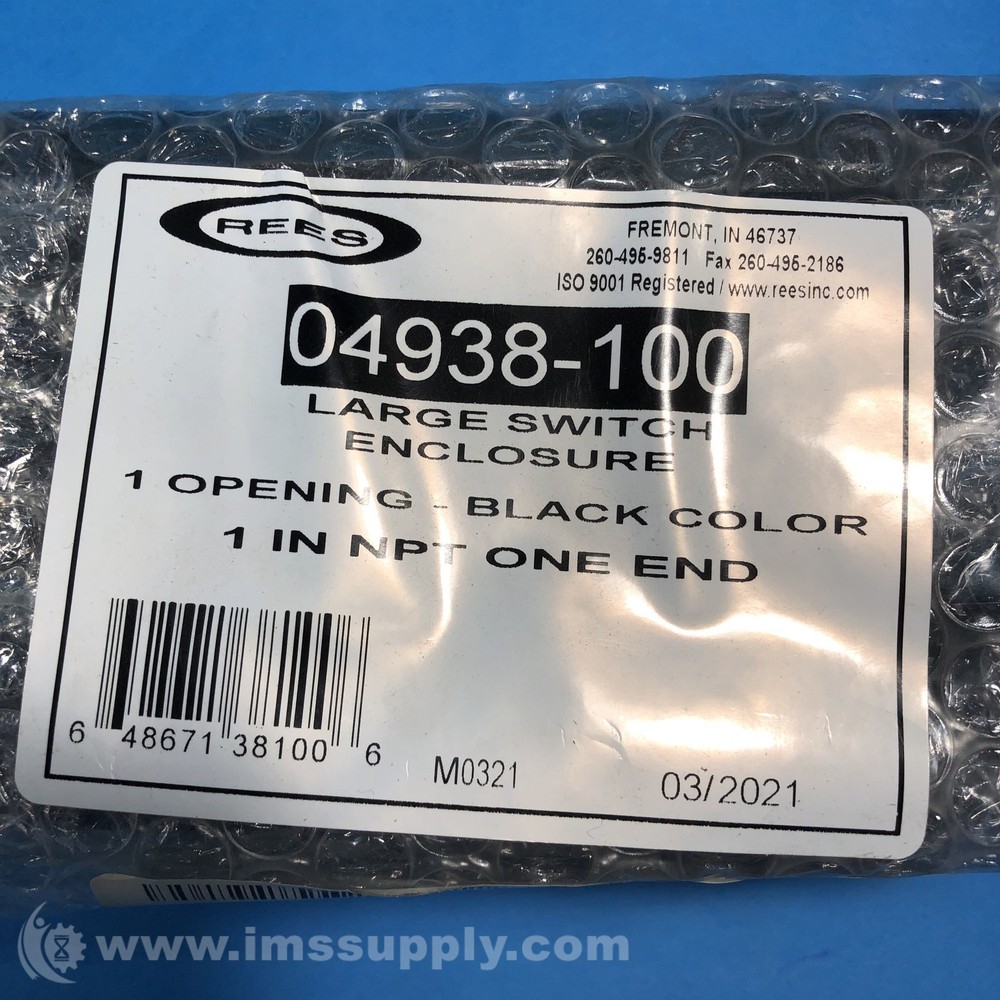 REES
FREMONT, IN 46737
260-495-9811 Fax 260-495-2186
ISO 9001 Registered / www.reesinc.com
04938-100
LARGE SWITCH
ENCLOSURE
1 OPENING - BLACK COLOR
1 IN NPT ONE END
6 48671 38100 6
M0321
03/2021
www.imssupply.com